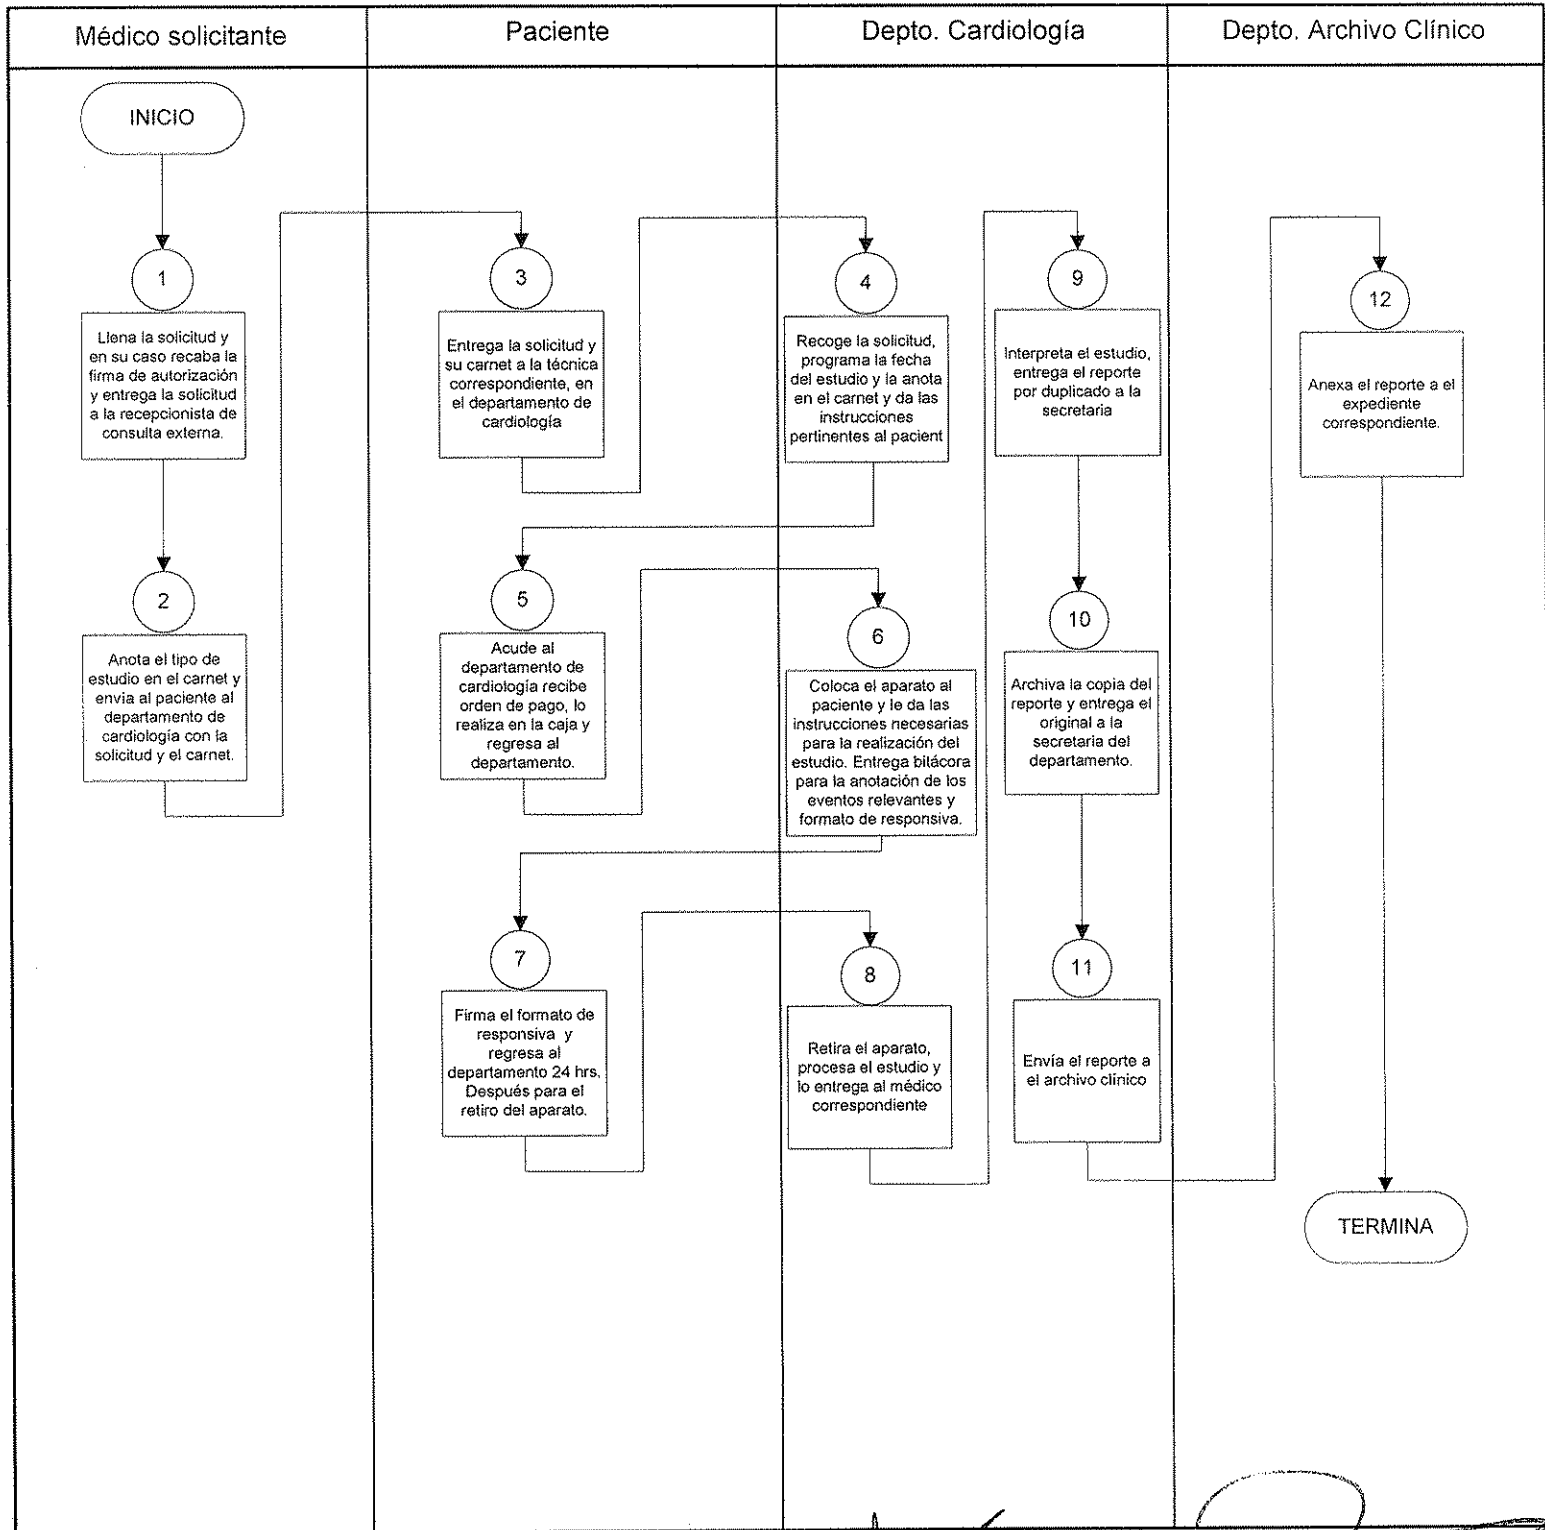 Médico solicitante
Paciente
Depto. Cardiología
Depto. Archivo Clínico
INICIO
1
Llena la solicitud y
en su caso recaba la
firma de autorización
y entrega la solicitud
a la recepcionista de
consulta externa.
2
Anota el tipo de
estudio en el carnet y
envia al paciente al
departamento de
cardiología con la
solicitud y el carnet.
3
Entrega la solicitud y
su carnet a la técnica
correspondiente, en
el departamento de
cardiología
4
Recoge la solicitud,
programa la fecha
del estudio y la anota
en el carnet y da las
instrucciones
pertinentes al pacient
5
Acude al
departamento de
cardiología recibe
orden de pago, lo
realiza en la caja y
regresa al
departamento.
6
Coloca el aparato al
paciente y le da las
instrucciones necesarias
para la realización del
estudio. Entrega bitácora
para la anotación de los
eventos relevantes y
formato de responsiva.
7
Firma el formato de
responsiva y
regresa al
departamento 24 hrs.
Después para el
retiro del aparato.
8
Retira el aparato,
procesa el estudio y
lo entrega al médico
correspondiente
9
Interpreta el estudio,
entrega el reporte
por duplicado a la
secretaria
10
Archiva la copia del
reporte y entrega el
original a la
secretaria del
departamento.
11
Envía el reporte a
el archivo clínico
12
Anexa el reporte a el
expediente
correspondiente.
TERMINA